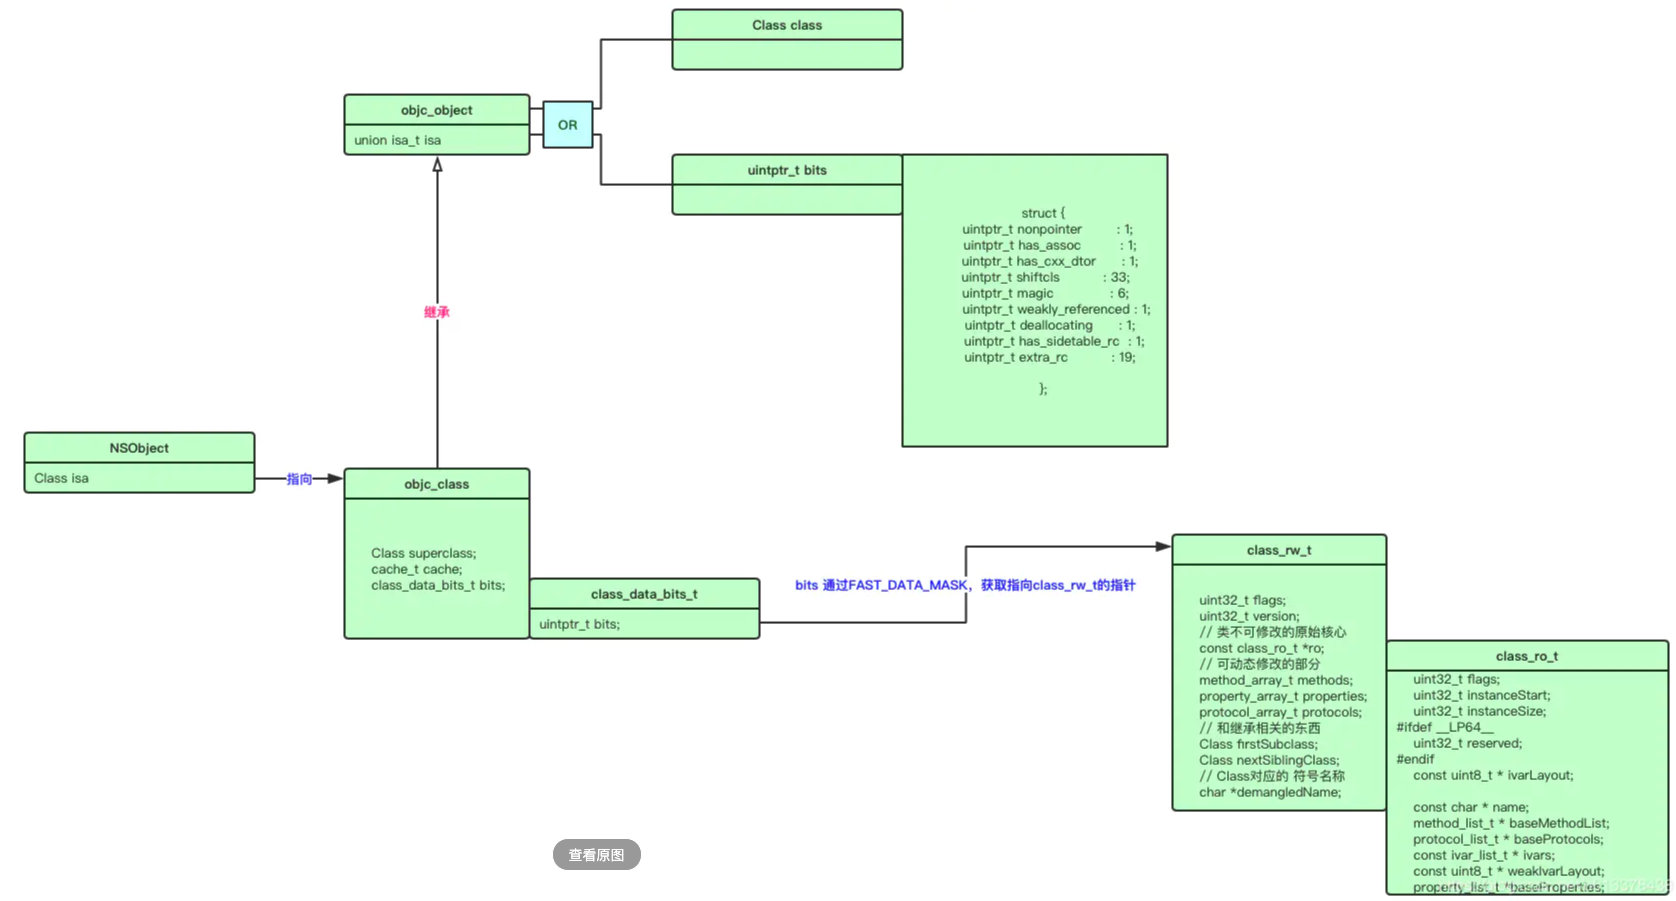 Class class
objc_object
union isa_t isa
OR
uintptr_t bits
struct {
uintptr_t nonpointer : 1;
uintptr_t has_assoc : 1;
uintptr_t has_cxx_dtor : 1;
uintptr_t shiftcls : 33;
uintptr_t magic : 6;
uintptr_t weakly_referenced : 1;
uintptr_t deallocating : 1;
uintptr_t has_sidetable_rc : 1;
uintptr_t extra_rc : 19;
};
继承
NSObject
Class isa
指向
objc_class
Class superclass;
cache_t cache;
class_data_bits_t bits;
class_data_bits_t
uintptr_t bits;
bits 通过FAST_DATA_MASK，获取指向class_rw_t的指针
class_rw_t
uint32_t flags;
uint32_t version;
// 类不可修改的原始核心
const class_ro_t *ro;
// 可动态修改的部分
method_array_t methods;
property_array_t properties;
protocol_array_t protocols;
// 和继承相关的东西
Class firstSubclass;
Class nextSiblingClass;
// Class对应的 符号名称
char *demangledName;
class_ro_t
uint32_t flags;
uint32_t instanceStart;
uint32_t instanceSize;
#ifdef __LP64__
uint32_t reserved;
#endif
const uint8_t * ivarLayout;
const char * name;
method_list_t * baseMethodList;
protocol_list_t * baseProtocols;
const ivar_list_t * ivars;
const uint8_t * weakIvarLayout;
property_list_t *baseProperties;
查看原图